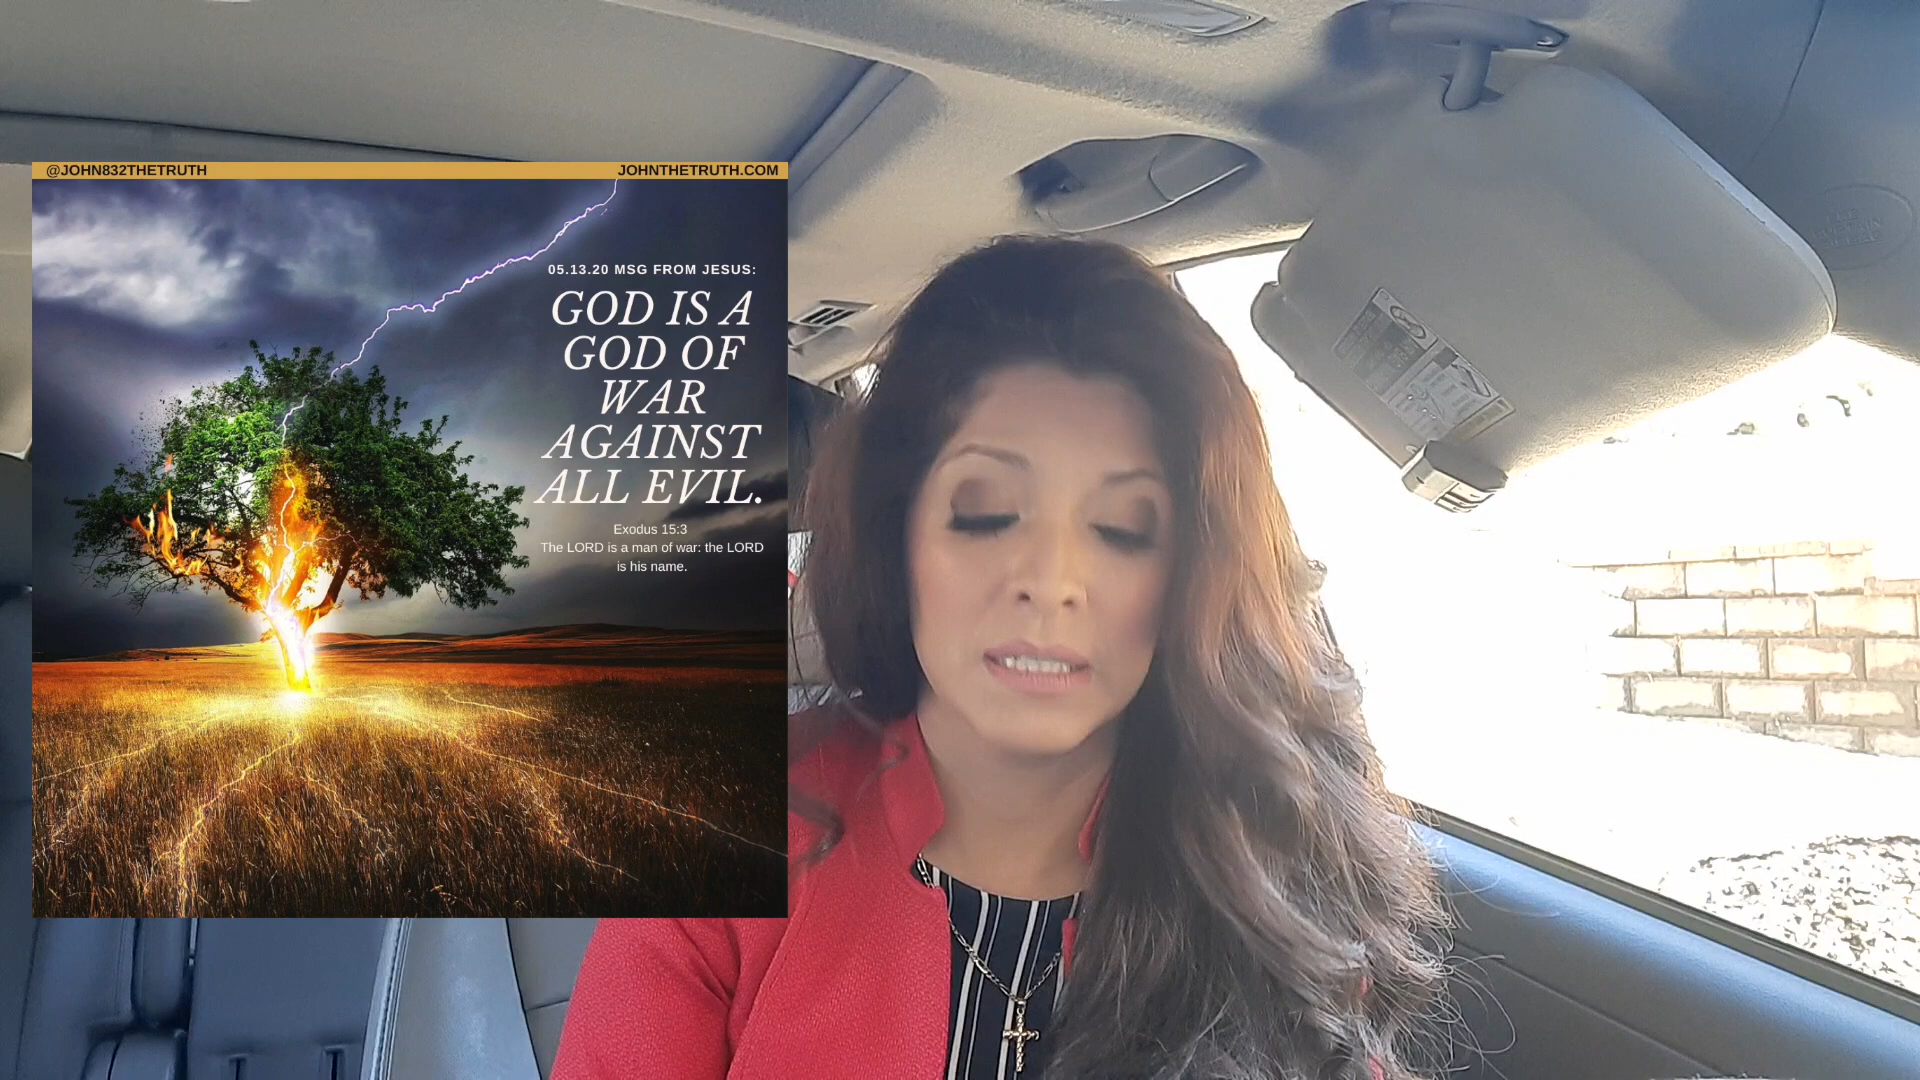 @JOHN832THETRUTH
JOHNTHETRUTH.COM
05.13.20 MSG FROM JESUS:
GOD IS A
GOD OF
WAR
AGAINST
ALL EVIL.
Exodus 15:3
The LORD is a man of war: the LORD
is his name.